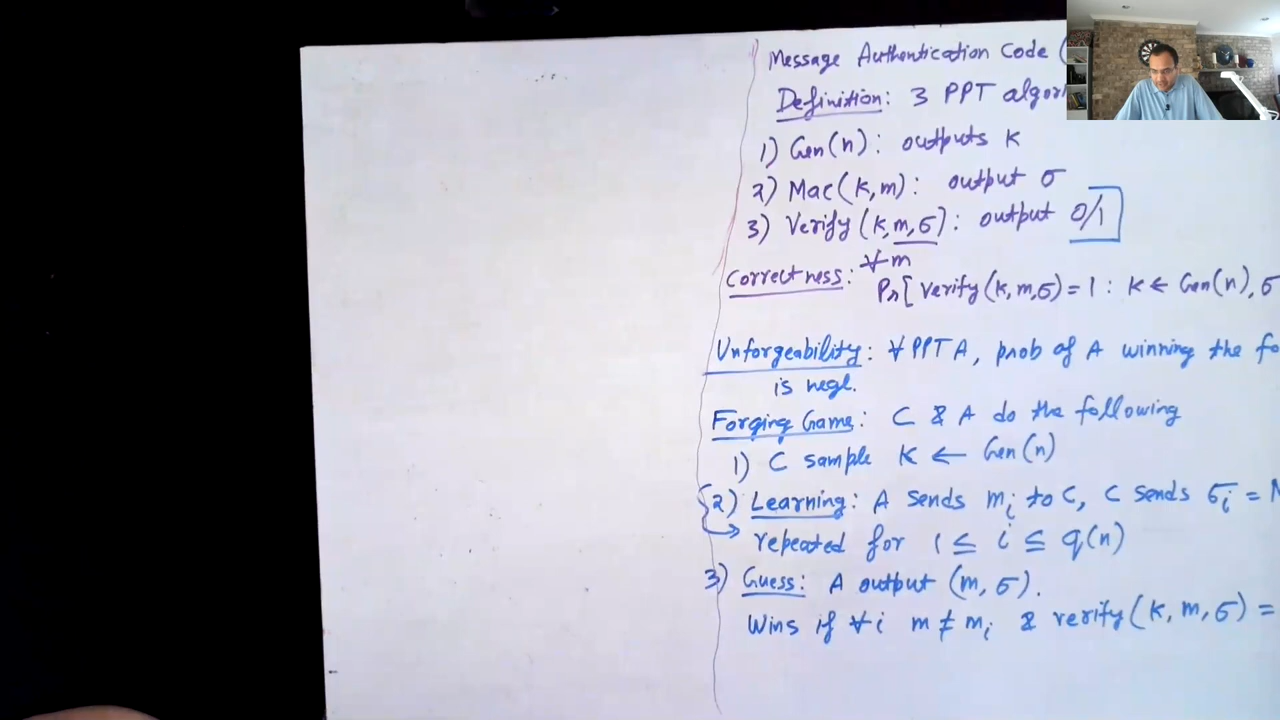 Message Authentication Code (
Definition: 3 PPT algor
1) Gen(n): outputs k
2) Mac(k,m): output σ
3) Verify(k,m,σ): output 0/1
Correctness: ∀m
Pr[Verify(k,m,σ)=1 : k ← Gen(n), σ
Unforgeability: ∀ PPT A, prob of A winning the fo
is negl.
Forging Game: C & A do the following
1) C sample k ← Gen(n)
2) Learning: A sends mᵢ to C, C sends σᵢ = M
repeated for 1 ≤ i ≤ q(n)
3) Guess: A output (m, σ).
Wins if ∀i m ≠ mᵢ & verify(k, m, σ) =